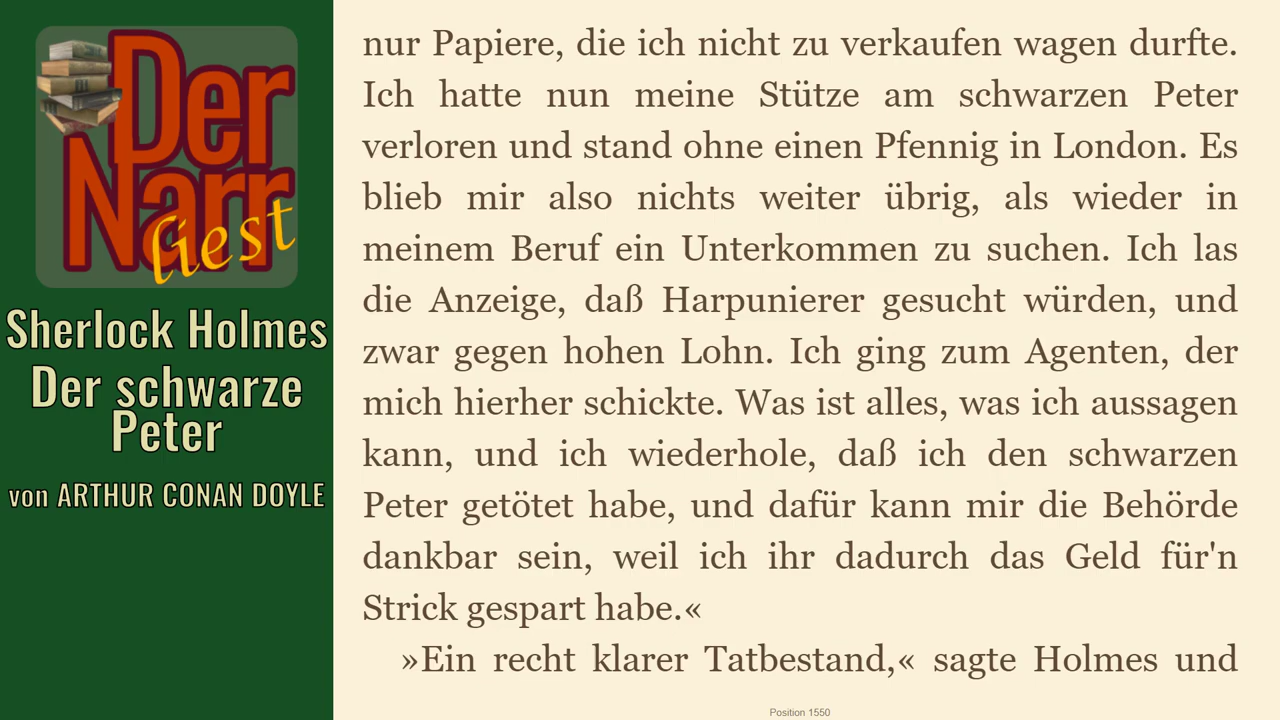 Der
Narr
liest
Sherlock Holmes
Der schwarze
Peter
von ARTHUR CONAN DOYLE
nur Papiere, die ich nicht zu verkaufen wagen durfte.
Ich hatte nun meine Stütze am schwarzen Peter
verloren und stand ohne einen Pfennig in London. Es
blieb mir also nichts weiter übrig, als wieder in
meinem Beruf ein Unterkommen zu suchen. Ich las
die Anzeige, daß Harpunierer gesucht würden, und
zwar gegen hohen Lohn. Ich ging zum Agenten, der
mich hierher schickte. Was ist alles, was ich aussagen
kann, und ich wiederhole, daß ich den schwarzen
Peter getötet habe, und dafür kann mir die Behörde
dankbar sein, weil ich ihr dadurch das Geld für'n
Strick gespart habe.«
»Ein recht klarer Tatbestand,« sagte Holmes und
Position 1550